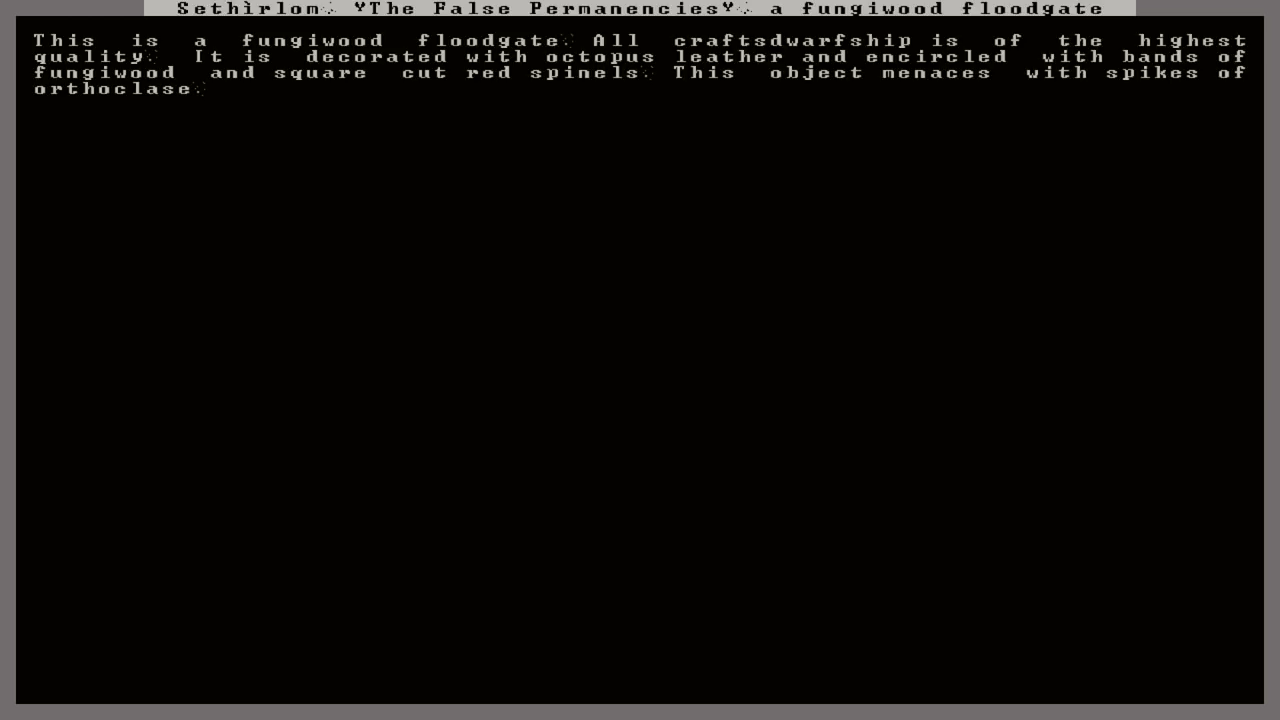 Sethìrlom, "The False Permanencies", a fungiwood floodgate
This is a fungiwood floodgate. All craftsdwarfship is of the highest
quality. It is decorated with octopus leather and encircled with bands of
fungiwood and square cut red spinels. This object menaces with spikes of
orthoclase.